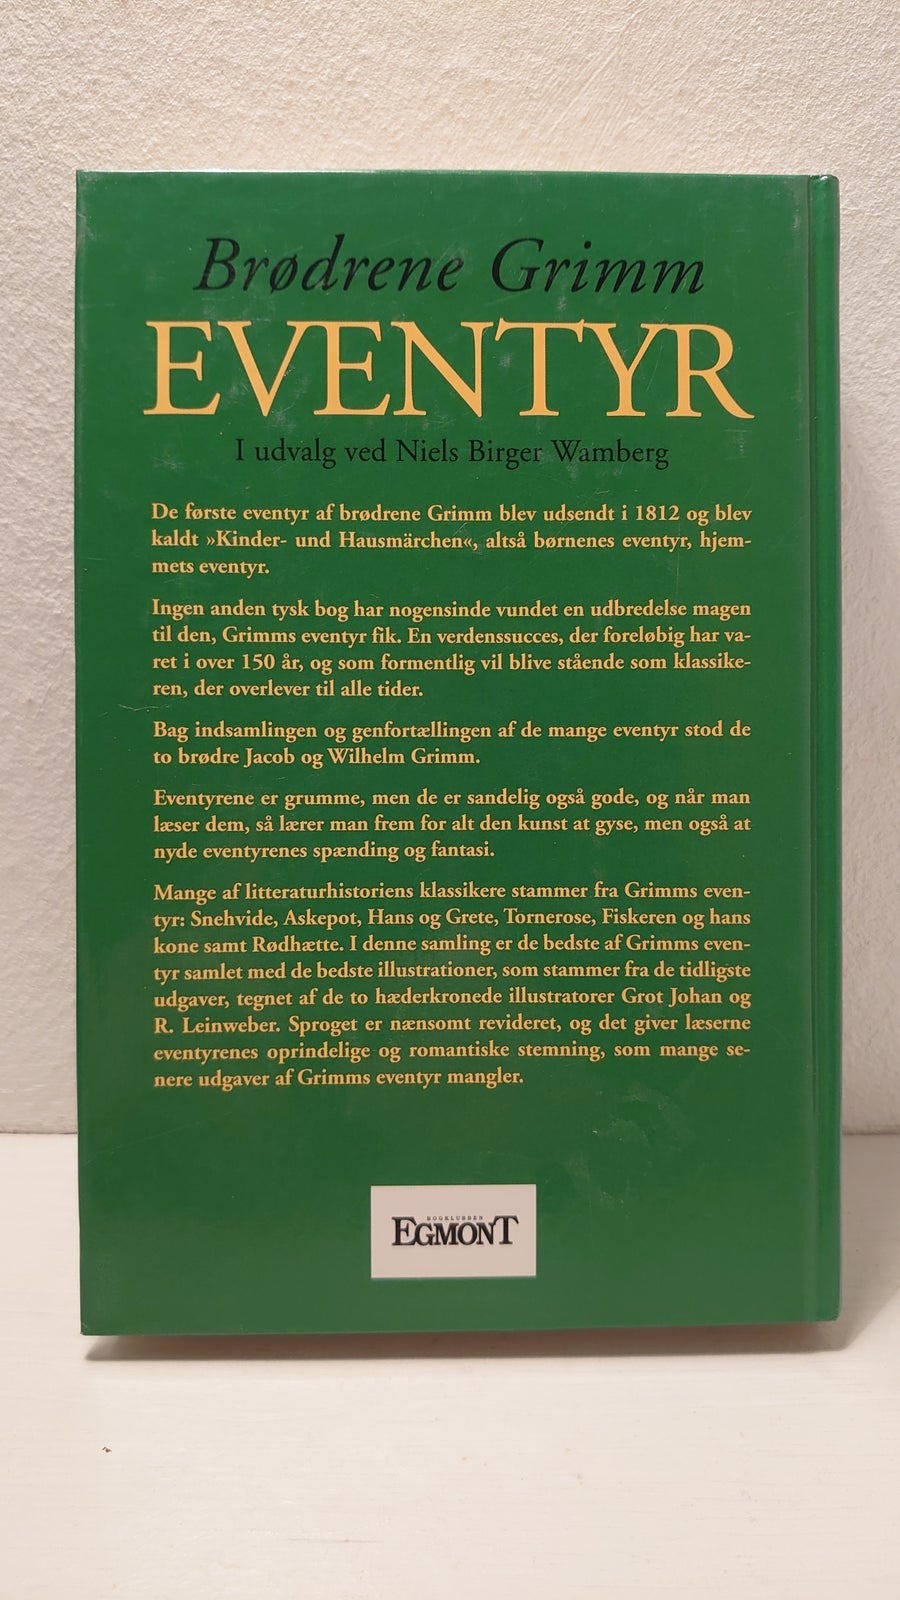 Brødrene Grimm
EVENTYR
I udvalg ved Niels Birger Wamberg
De første eventyr af brødrene Grimm blev udsendt i 1812 og blev
kaldt »Kinder- und Hausmärchen«, altså børnenes eventyr, hjem-
mets eventyr.
Ingen anden tysk bog har nogensinde vundet en udbredelse magen
til den, Grimms eventyr fik. En verdenssucces, der foreløbig har va-
ret i over 150 år, og som formentlig vil blive stående som klassike-
ren, der overlever til alle tider.
Bag indsamlingen og genfortællingen af de mange eventyr stod de
to brødre Jacob og Wilhelm Grimm.
Eventyrene er grumme, men de er sandelig også gode, og når man
læser dem, så lærer man frem for alt den kunst at gyse, men også at
nyde eventyrenes spænding og fantasi.
Mange af litteraturhistoriens klassikere stammer fra Grimms even-
tyr: Snehvide, Askepot, Hans og Grete, Tornerose, Fiskeren og hans
kone samt Rødhætte. I denne samling er de bedste af Grimms even-
tyr samlet med de bedste illustrationer, som stammer fra de tidligste
udgaver, tegnet af de to hæderkronede illustratorer Grot Johan og
R. Leinweber. Sproget er nænsomt revideret, og det giver læserne
eventyrenes oprindelige og romantiske stemning, som mange se-
nere udgaver af Grimms eventyr mangler.
BOGKLUBBEN
EGMONT